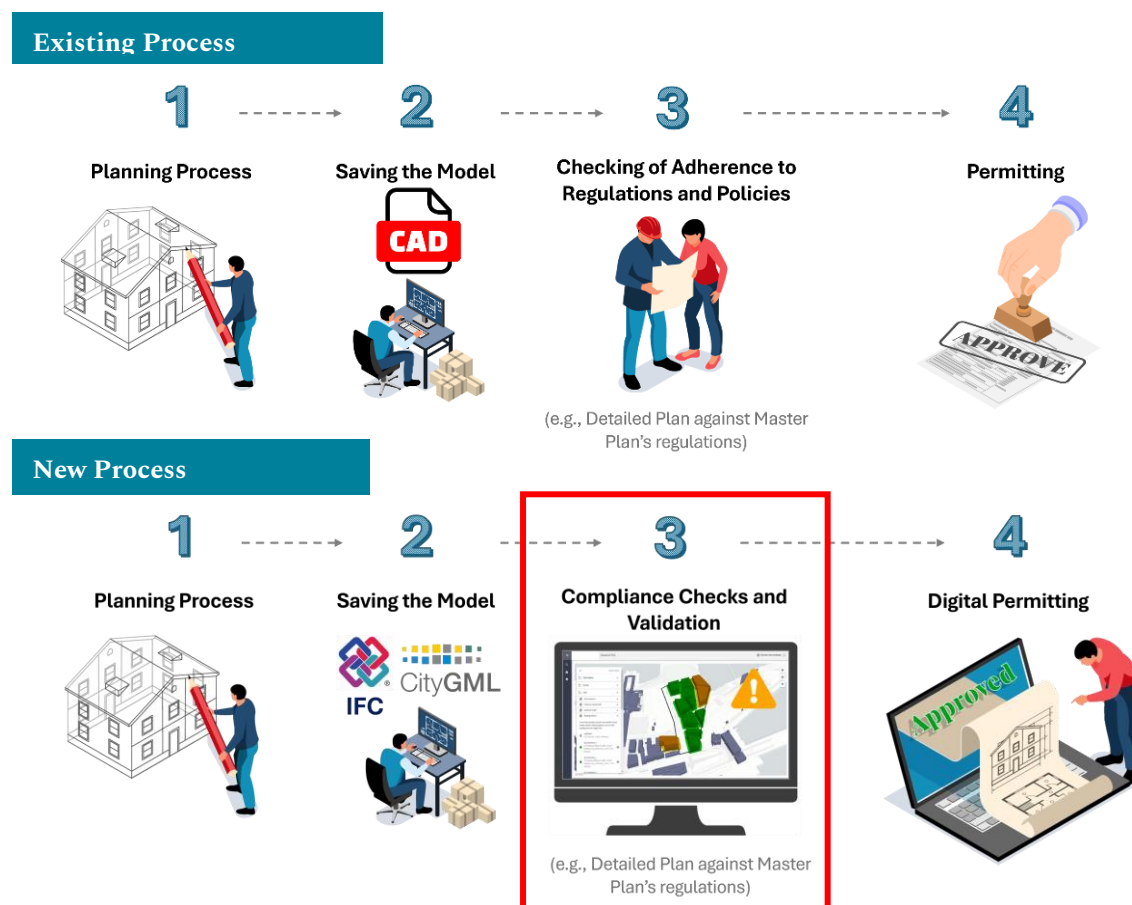 Existing Process
1
2
3
4
Planning Process
Saving the Model
Checking of Adherence to
Regulations and Policies
Permitting
CAD
APPROVE
(e.g., Detailed Plan against Master
Plan's regulations)
New Process
1
2
3
4
Planning Process
Saving the Model
Compliance Checks and
Validation
Digital Permitting
IFC
®
CityGML
Approved
(e.g., Detailed Plan against Master
Plan's regulations)